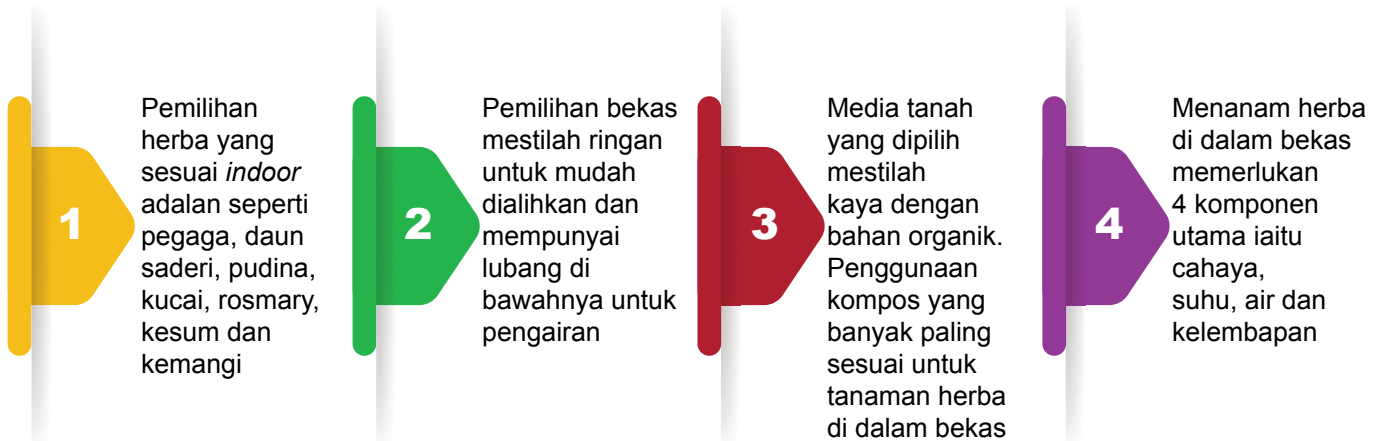 1
Pemilihan
herba yang
sesuai indoor
adalan seperti
pegaga, daun
saderi, pudina,
kucai, rosmary,
kesum dan
kemangi
2
Pemilihan bekas
mestilah ringan
untuk mudah
dialihkan dan
mempunyai
lubang di
bawahnya untuk
pengairan
3
Media tanah
yang dipilih
mestilah
kaya dengan
bahan organik.
Penggunaan
kompos yang
banyak paling
sesuai untuk
tanaman herba
di dalam bekas
4
Menanam herba
di dalam bekas
memerlukan
4 komponen
utama iaitu
cahaya,
suhu, air dan
kelembapan